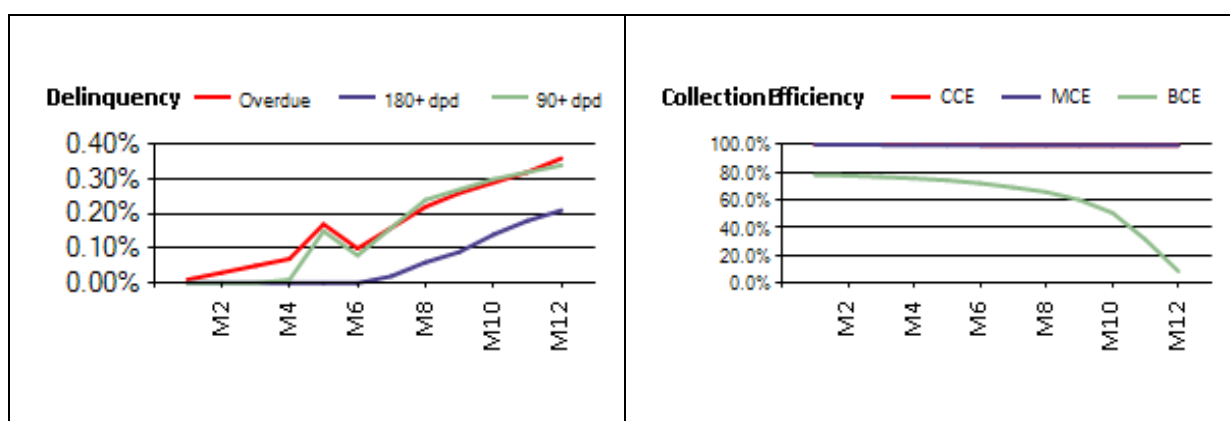 Delinquency Overdue 180+ dpd 90+ dpd
0.40%
0.30%
0.20%
0.10%
0.00%
M2 M4 M6 M8 M10 M12
CollectionEfficiency CCE MCE BCE
100.0%
80.0%
60.0%
40.0%
20.0%
0.0%
M2 M4 M6 M8 M10 M12